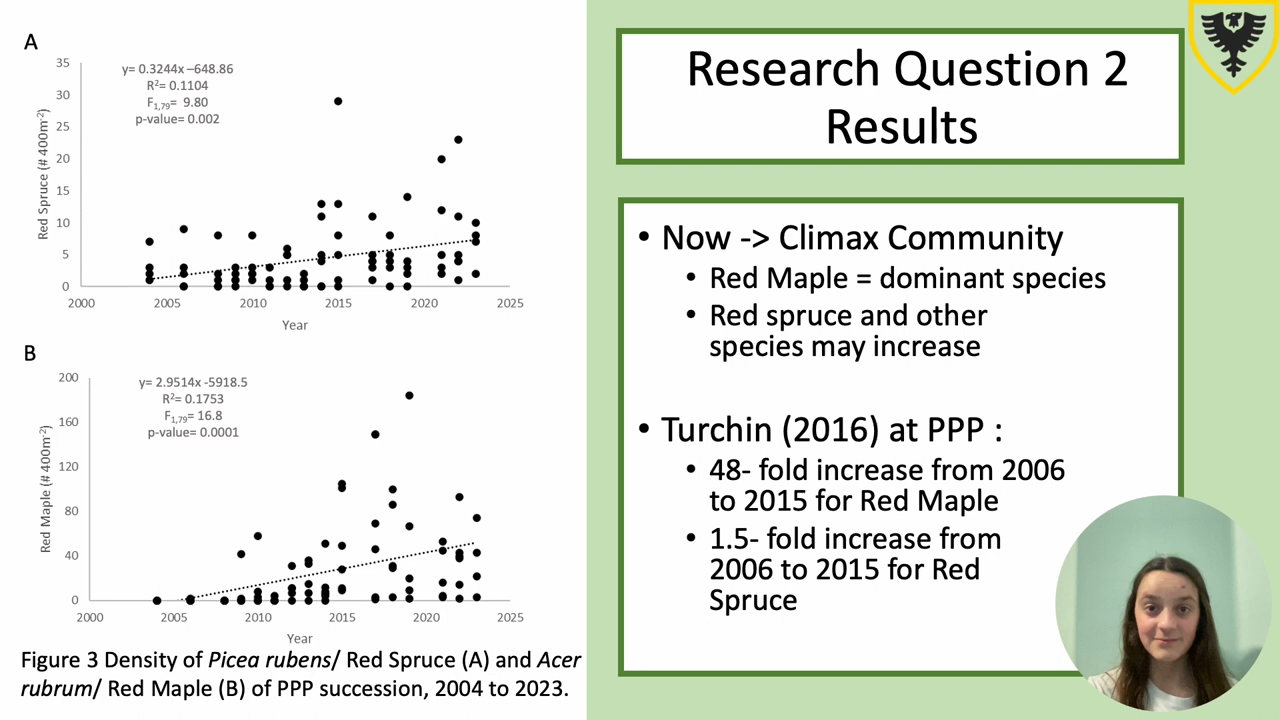 A
y= 0.3244x –648.86
R²= 0.1104
F₁,₇₉= 9.80
p-value= 0.002
35
30
25
20
15
10
5
0
Red Spruce (# 400m⁻²)
2000 2005 2010 2015 2020 2025
Year
B
y= 2.9514x -5918.5
R²= 0.1753
F₁,₇₉= 16.8
p-value= 0.0001
200
160
120
80
40
0
Red Maple (# 400m⁻²)
2000 2005 2010 2015 2020 2025
Year
Figure 3 Density of Picea rubens/ Red Spruce (A) and Acer
rubrum/ Red Maple (B) of PPP succession, 2004 to 2023.
Research Question 2
Results
• Now -> Climax Community
• Red Maple = dominant species
• Red spruce and other
species may increase
• Turchin (2016) at PPP :
• 48- fold increase from 2006
to 2015 for Red Maple
• 1.5- fold increase from
2006 to 2015 for Red
Spruce